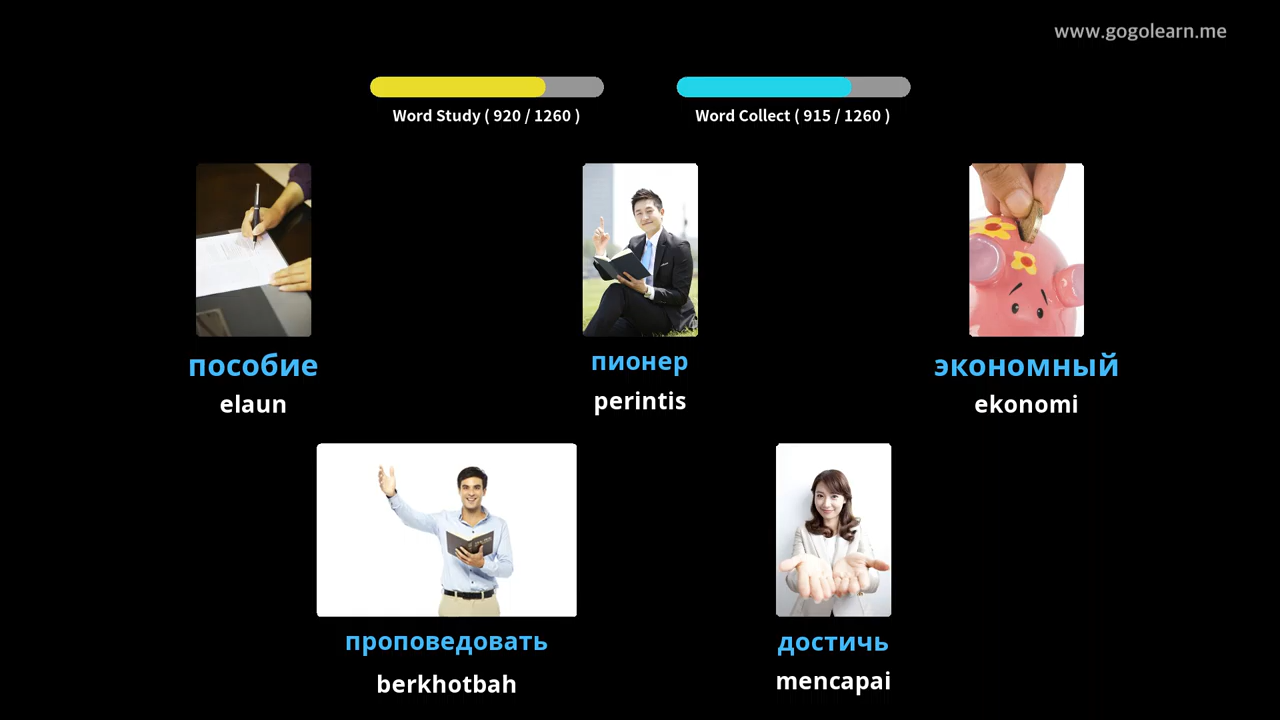 www.gogolearn.me
Word Study ( 920 / 1260 )
Word Collect ( 915 / 1260 )
пособие
пионер
экономный
elaun
perintis
ekonomi
проповедовать
достичь
berkhotbah
mencapai